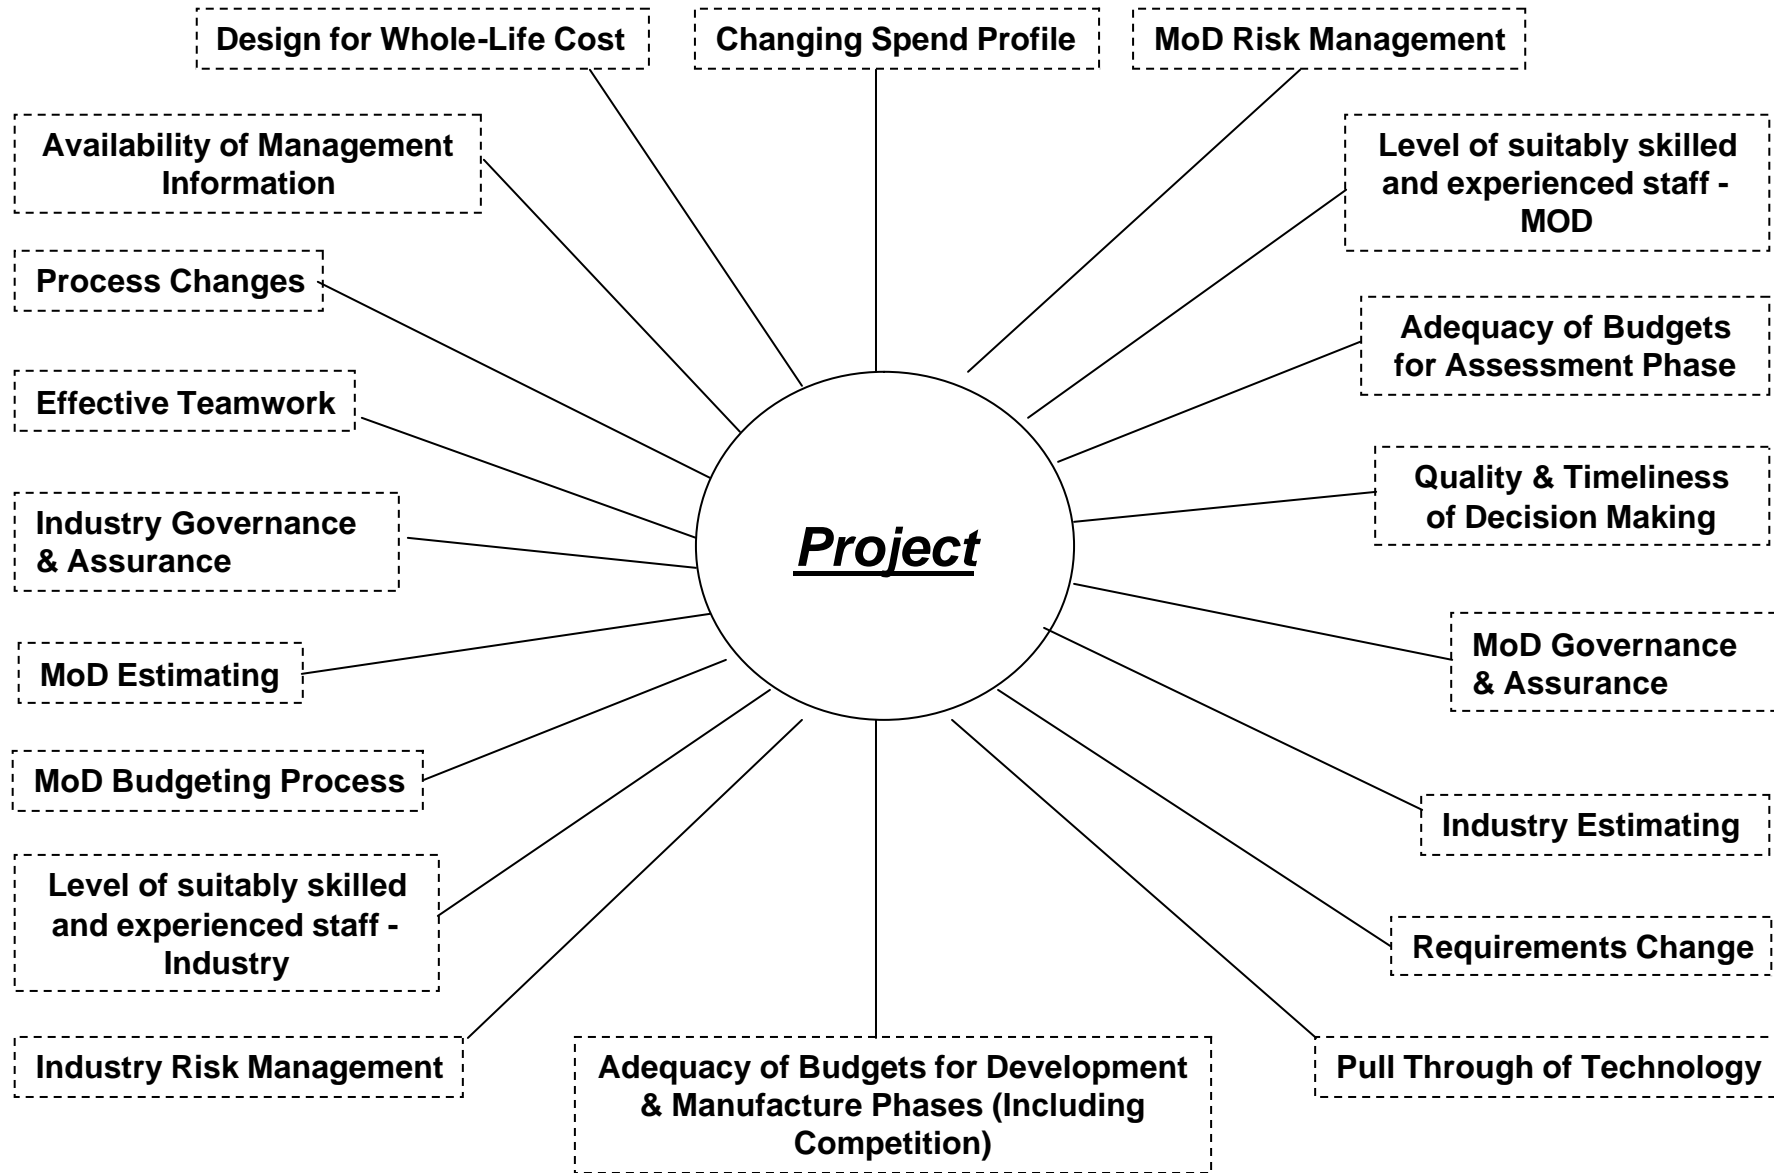 Design for Whole-Life Cost
Changing Spend Profile
MoD Risk Management
Availability of Management
Information
Level of suitably skilled
and experienced staff -
MOD
Process Changes
Adequacy of Budgets
for Assessment Phase
Effective Teamwork
Quality & Timeliness
of Decision Making
Industry Governance
& Assurance
Project
MoD Governance
& Assurance
MoD Estimating
MoD Budgeting Process
Industry Estimating
Level of suitably skilled
and experienced staff -
Industry
Requirements Change
Industry Risk Management
Adequacy of Budgets for Development
& Manufacture Phases (Including
Competition)
Pull Through of Technology